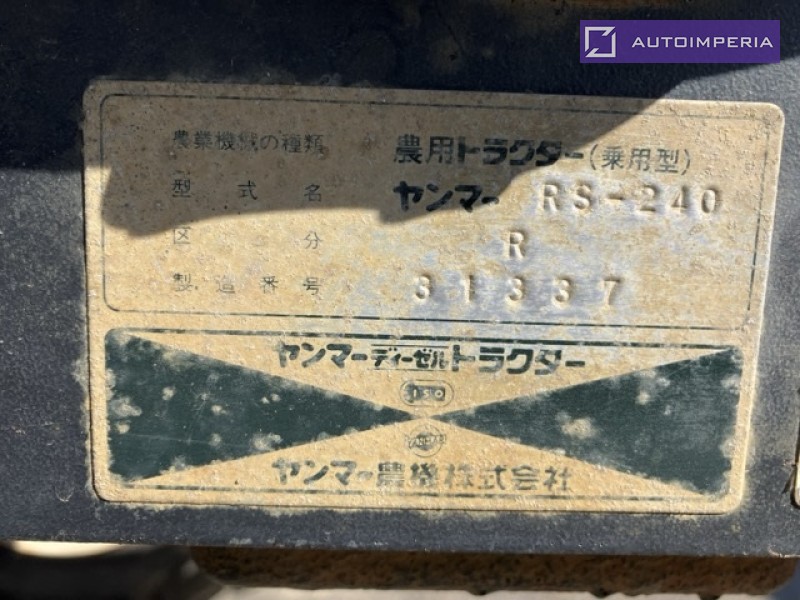 AUTOIMPERIA
農業機械の種類 農用トラクター(乗用型)
型式名 ヤンマー RS-240
区分 R
製造番号 31337
ヤンマーディーゼルトラクター
ヤンマー農機株式会社